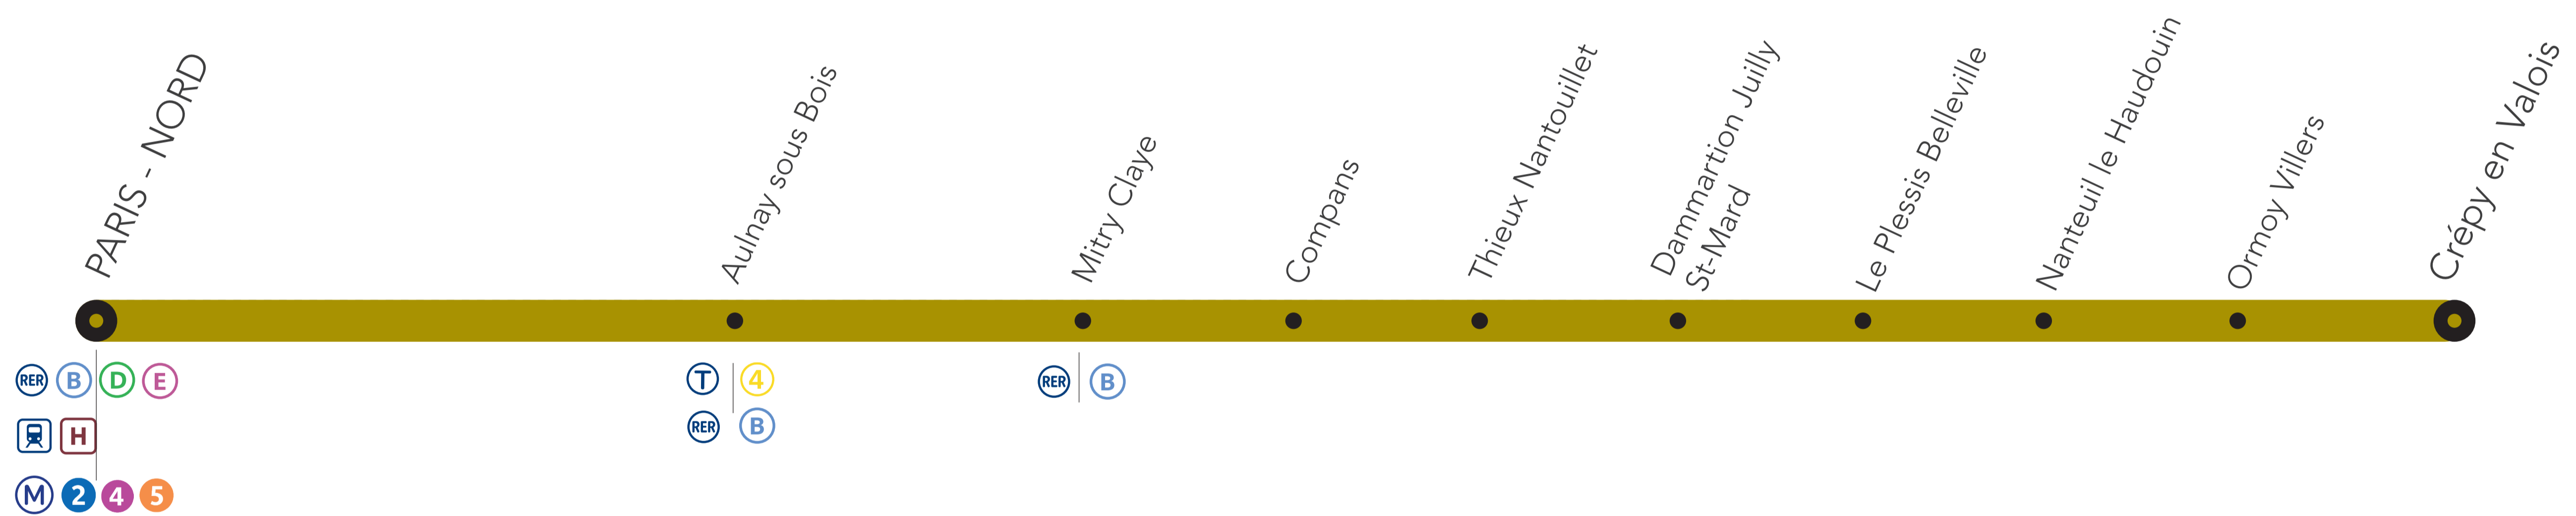 PARIS - NORD
Aulnay sous Bois
Mitry Claye
Compans
Thieux Nantouillet
Dammartion Juilly
St-Mard
Le Plessis Belleville
Nanteuil le Haudouin
Ormoy Villers
Crépy en Valois
RER B D E
H
M 2 4 5
T 4
RER B
RER B